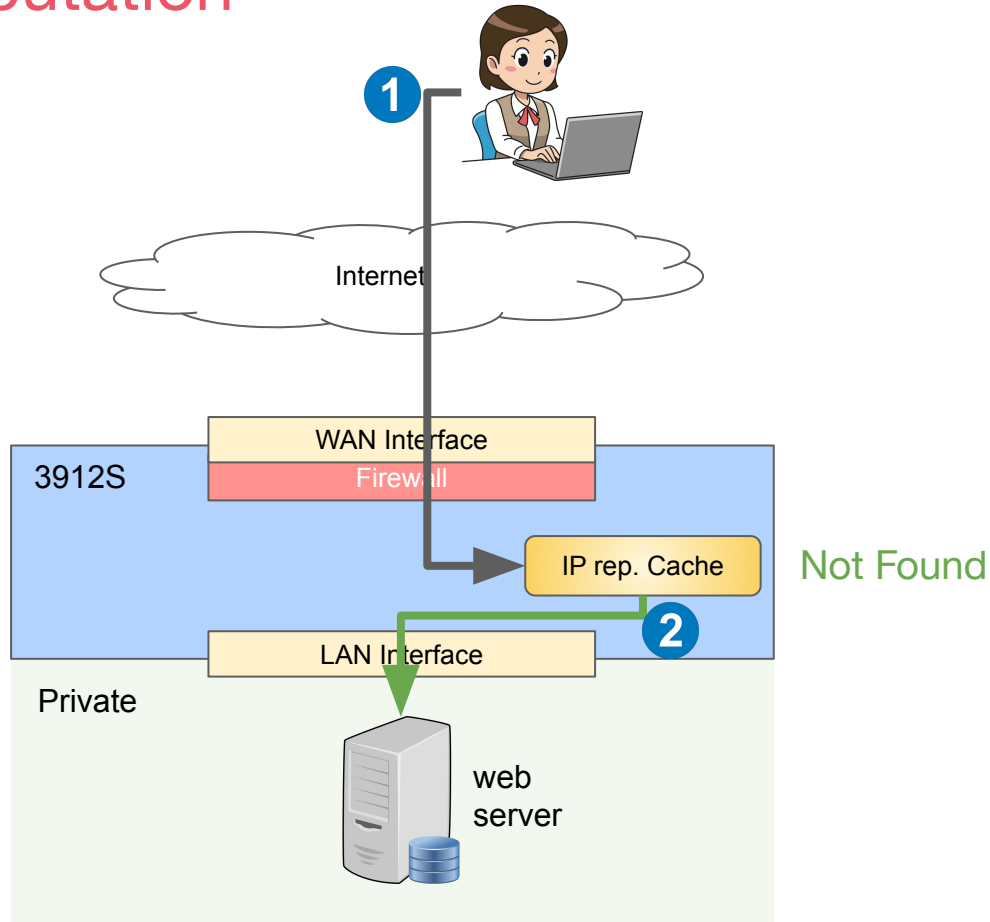 1
Internet
WAN Interface
3912S
Firewall
IP rep. Cache
Not Found
2
LAN Interface
Private
web
server